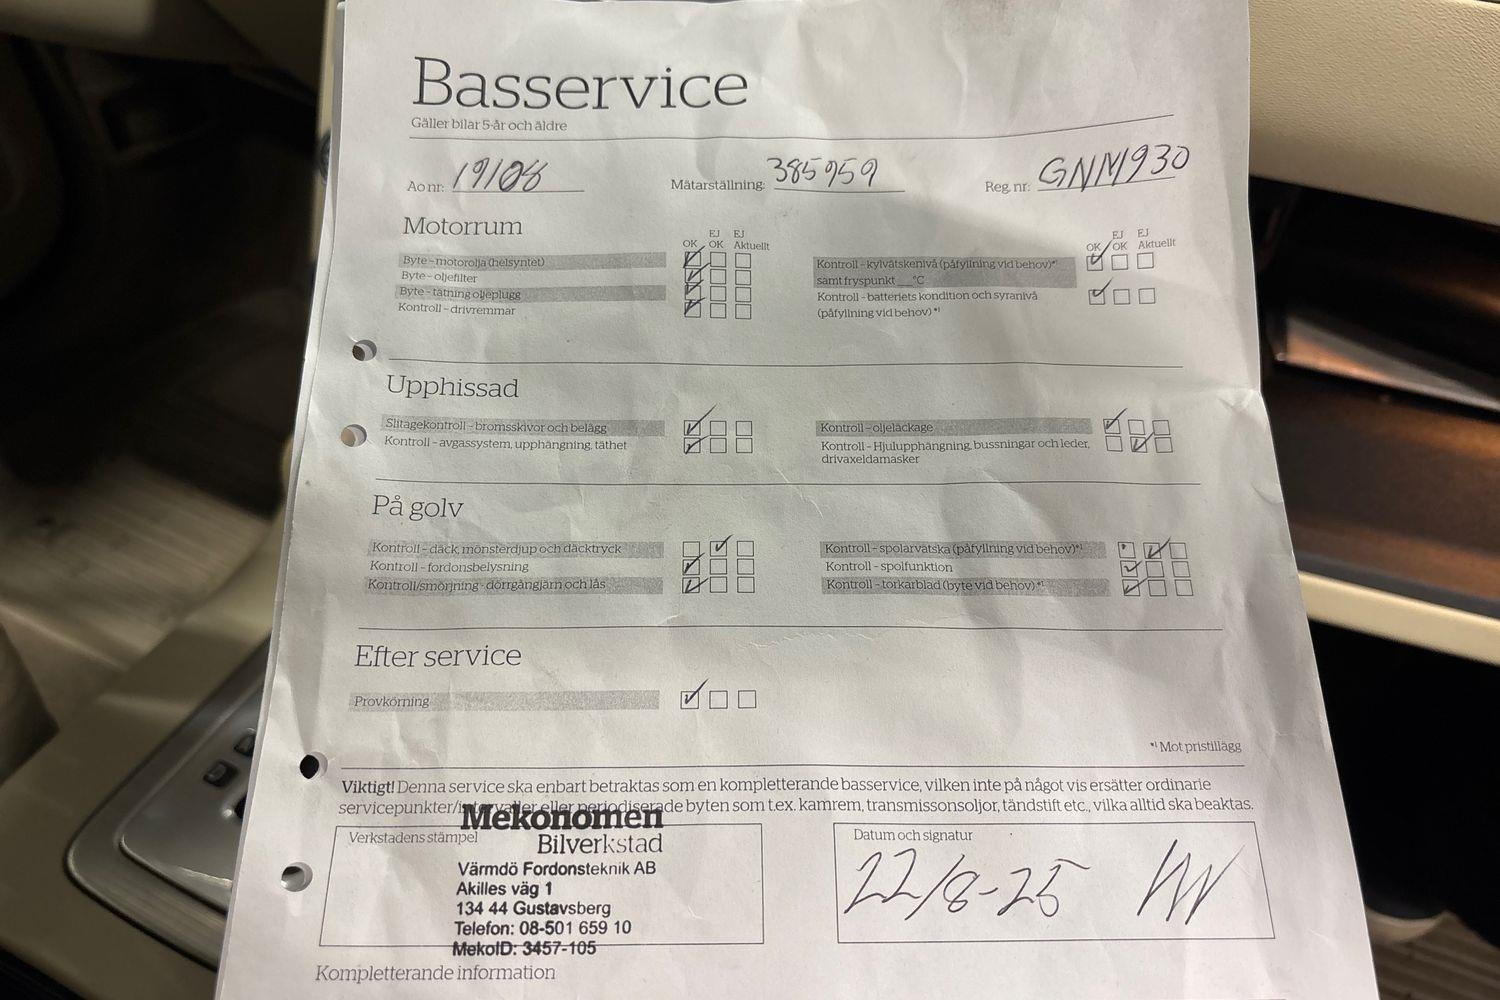 Basservice
Gäller bilar 5-år och äldre
Ao nr: 19108 Mätarställning: 385959 Reg. nr: GNM930
Motorrum
OK EJ OK EJ Aktuellt OK EJ OK EJ Aktuellt
Byte - motorolja (helsyntet) Kontroll - kylvätskenivå (påfyllning vid behov)*¹
Byte - oljefilter samt fryspunkt ___°C
Byte - tätning oljeplugg Kontroll - batteriets kondition och syranivå
Kontroll - drivremmar (påfyllning vid behov)*¹
Upphissad
Slitagekontroll - bromsskivor och belägg Kontroll - oljeläckage
Kontroll - avgassystem, upphängning, täthet Kontroll - Hjulupphängning, bussningar och leder,
drivaxeldamasker
På golv
Kontroll - däck, mönsterdjup och däcktryck Kontroll - spolarvätska (påfyllning vid behov)*¹
Kontroll - fordonsbelysning Kontroll - spolfunktion
Kontroll/smörjning - dörrgångjärn och lås Kontroll - torkarblad (byte vid behov)*¹
Efter service
Provkörning
*¹ Mot pristillägg
Viktigt! Denna service ska enbart betraktas som en kompletterande basservice, vilken inte på något vis ersätter ordinarie
servicepunkter/intervaller eller periodiserade byten som t.ex. kamrem, transmissonsoljor, tändstift etc., vilka alltid ska beaktas.
Verkstadens stämpel Datum och signatur
Mekonomen
Bilverkstad
Värmdö Fordonsteknik AB
Akilles väg 1
134 44 Gustavsberg
Telefon: 08-501 659 10
MekoID: 3457-105
22/8-25
Kompletterande information